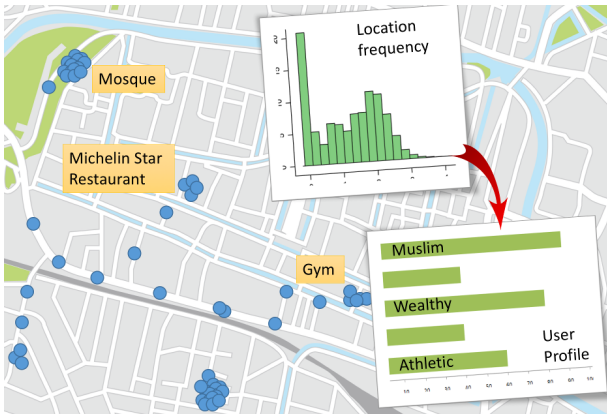 Location
frequency
Mosque
Michelin Star
Restaurant
Gym
Muslim
Wealthy
Athletic
User
Profile